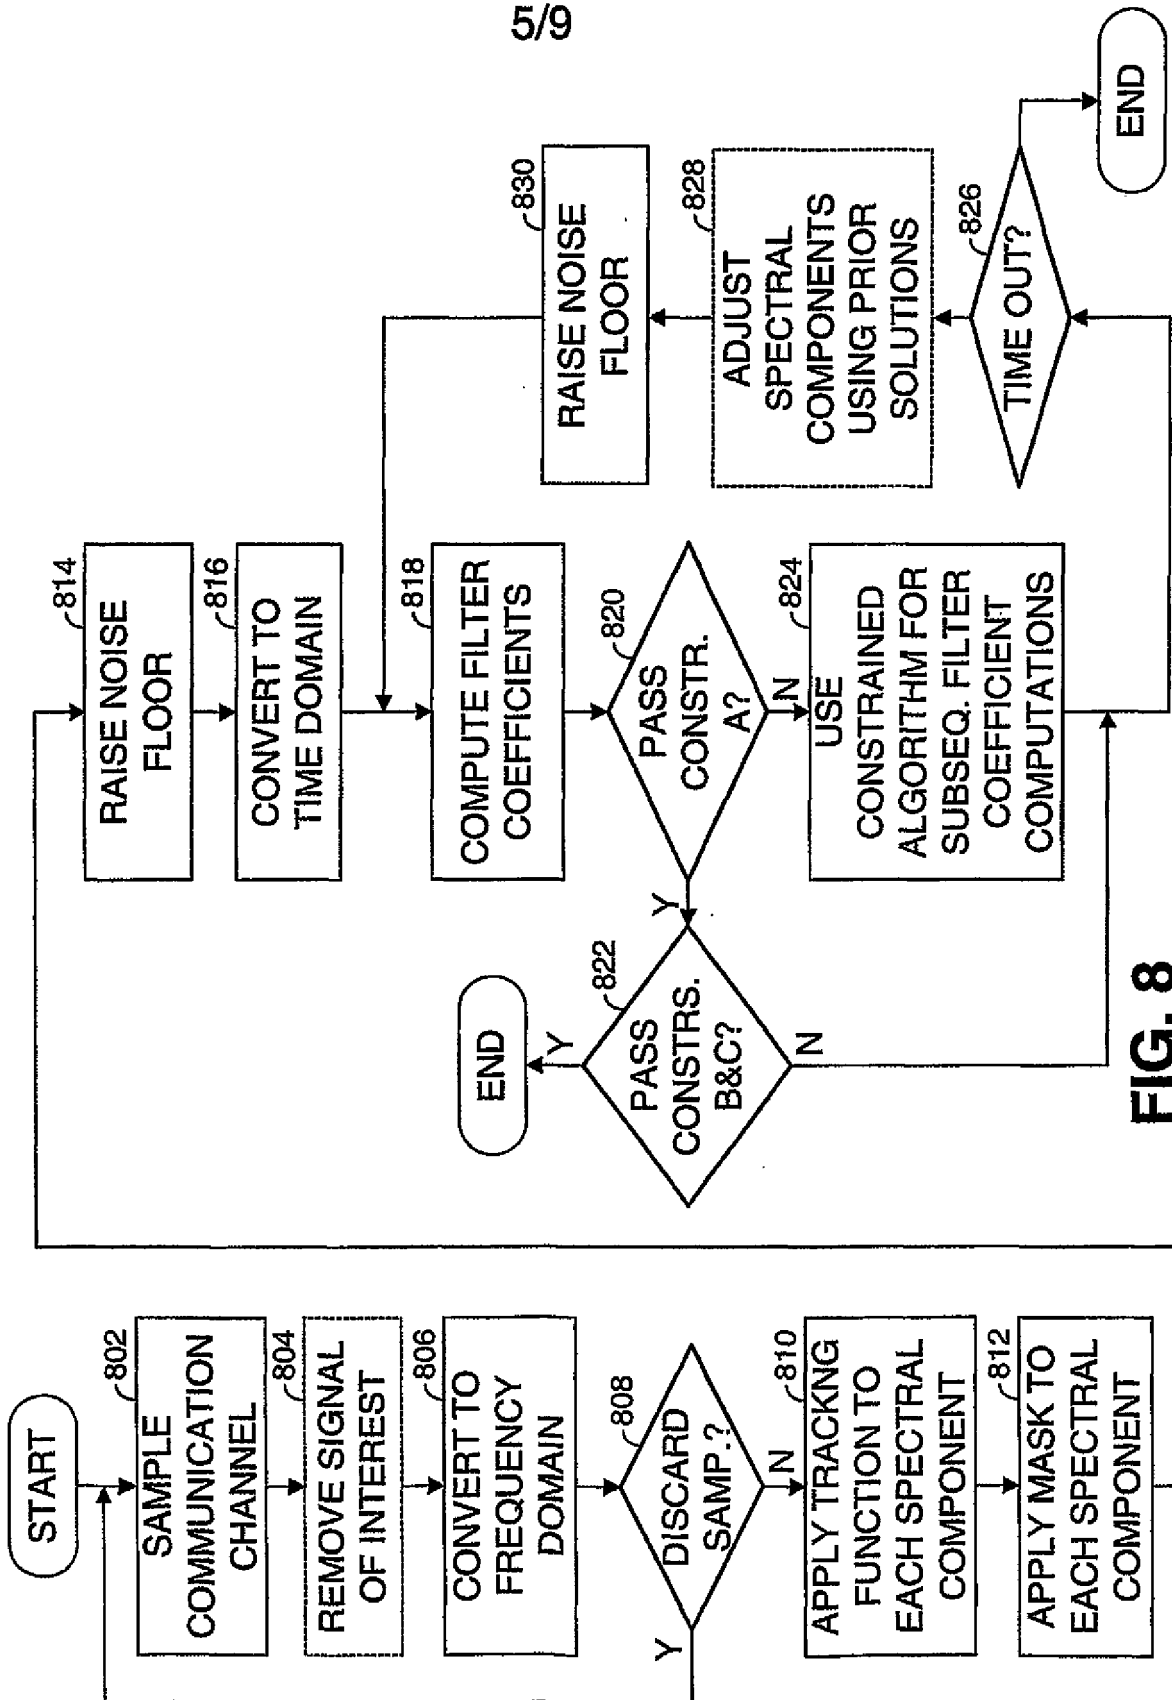 5/9
START
802
SAMPLE
COMMUNICATION
CHANNEL
804
REMOVE SIGNAL
OF INTEREST
806
CONVERT TO
FREQUENCY
DOMAIN
808
DISCARD
SAMP.?
Y
N
810
APPLY TRACKNG
FUNCTION TO
EACH SPECTRAL
COMPONENT
812
APPLY MASK TO
EACH SPECTRAL
COMPONENT
814
RAISE NOISE
FLOOR
816
CONVERT TO
TIME DOMAIN
818
COMPUTE FILTER
COEFFICIENTS
820
PASS
CONSTR.
A?
Y
N
822
PASS
CONSTRS.
B&C?
Y
N
END
824
USE
CONSTRAINED
ALGORITHM FOR
SUBSEQ. FILTER
COEFFICIENT
COMPUTATIONS
826
TIME OUT?
END
828
ADJUST
SPECTRAL
COMPONENTS
USING PRIOR
SOLUTIONS
830
RAISE NOISE
FLOOR
FIG. 8